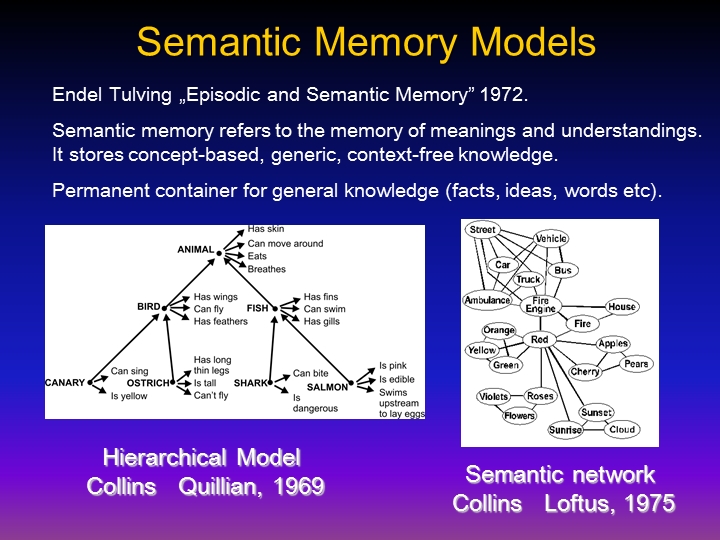 Semantic Memory Models
Endel Tulving „Episodic and Semantic Memory” 1972.
Semantic memory refers to the memory of meanings and understandings.
It stores concept-based, generic, context-free knowledge.
Permanent container for general knowledge (facts, ideas, words etc).
Has skin
ANIMAL
Can move around
Eats
Breathes
BIRD
Has wings
Can fly
Has feathers
FISH
Has fins
Can swim
Has gills
CANARY
Can sing
Is yellow
OSTRICH
Has long
thin legs
Is tall
Can't fly
SHARK
Can bite
Is
dangerous
SALMON
Is pink
Is edible
Swims
upstream
to lay eggs
Street
Vehicle
Car
Bus
Truck
Ambulance
Fire
Engine
House
Fire
Orange
Red
Apples
Yellow
Green
Cherry
Pears
Violets
Roses
Flowers
Sunset
Sunrise
Cloud
Hierarchical Model
Collins Quillian, 1969
Semantic network
Collins Loftus, 1975